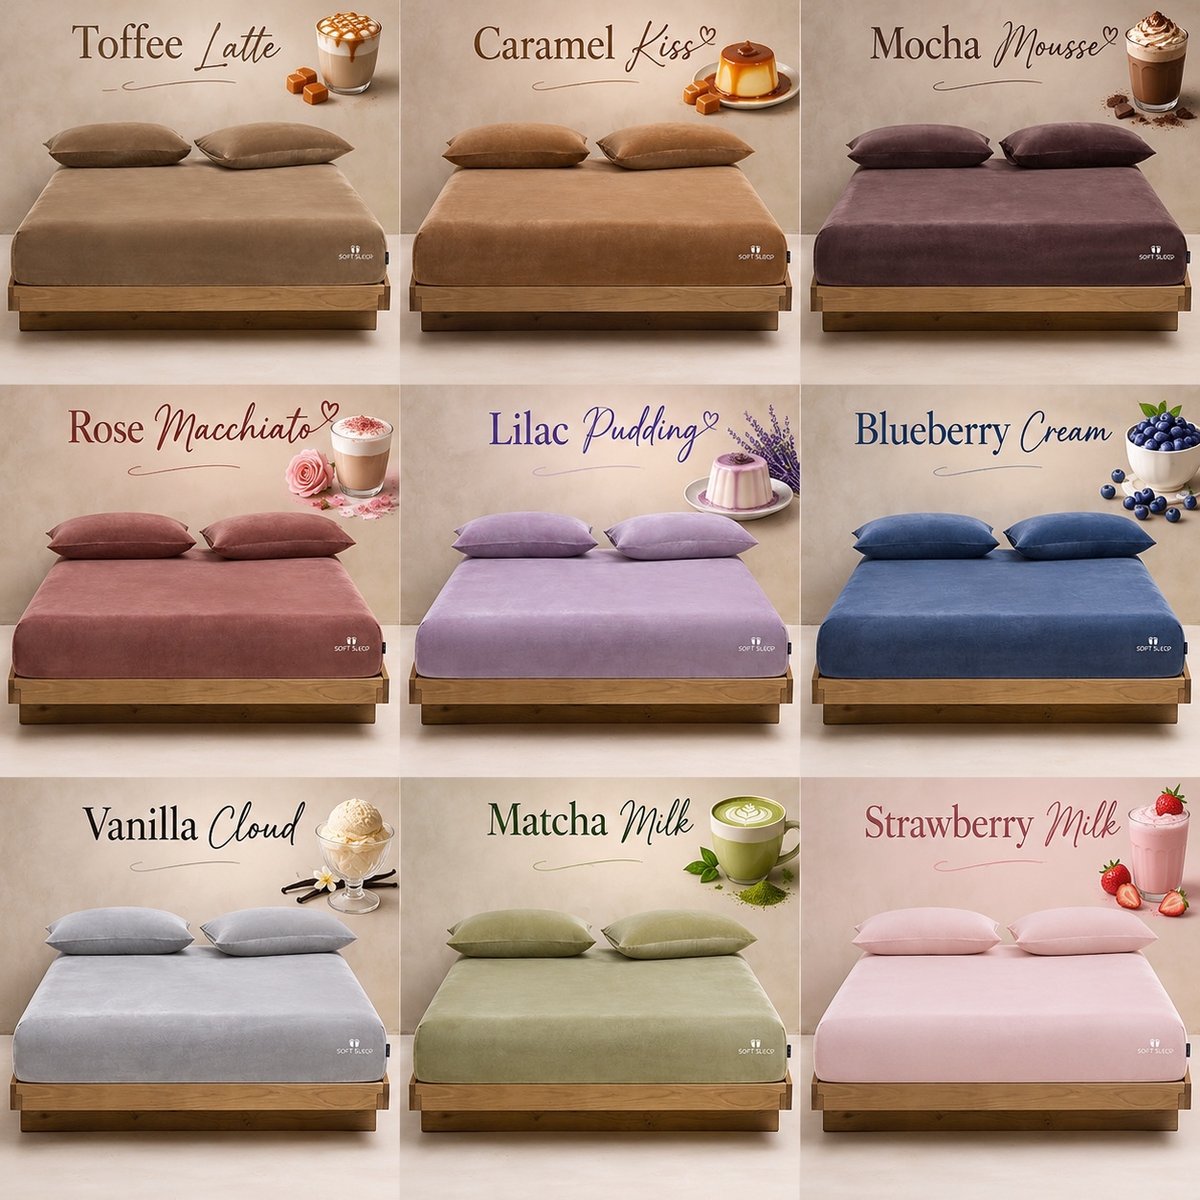 Toffee Latte
SOFT SLEEP
Caramel Kiss
SOFT SLEEP
Mocha Mousse
SOFT SLEEP
Rose Macchiato
SOFT SLEEP
Lilac Pudding
SOFT SLEEP
Blueberry Cream
SOFT SLEEP
Vanilla Cloud
SOFT SLEEP
Matcha Milk
SOFT SLEEP
Strawberry Milk
SOFT SLEEP